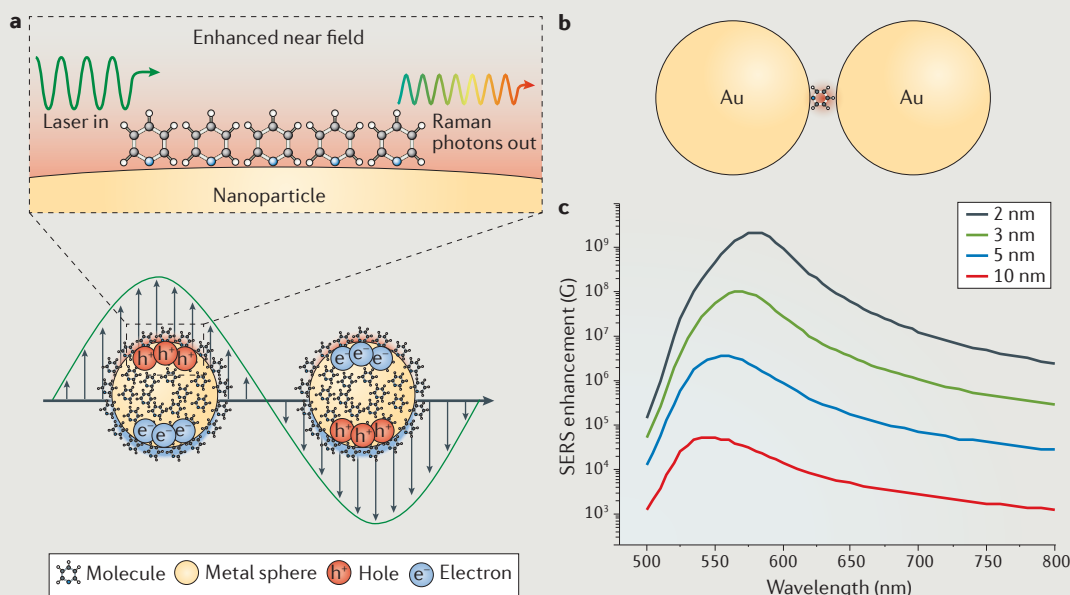 a
Enhanced near field
Laser in
Raman
photons out
Nanoparticle
h⁺ h⁺ h⁺
e⁻ e⁻ e⁻
e⁻ e⁻ e⁻
h⁺ h⁺ h⁺
Molecule Metal sphere h⁺ Hole e⁻ Electron
b
Au Au
c
2 nm
3 nm
5 nm
10 nm
SERS enhancement (G)
10⁹
10⁸
10⁷
10⁶
10⁵
10⁴
10³
500 550 600 650 700 750 800
Wavelength (nm)